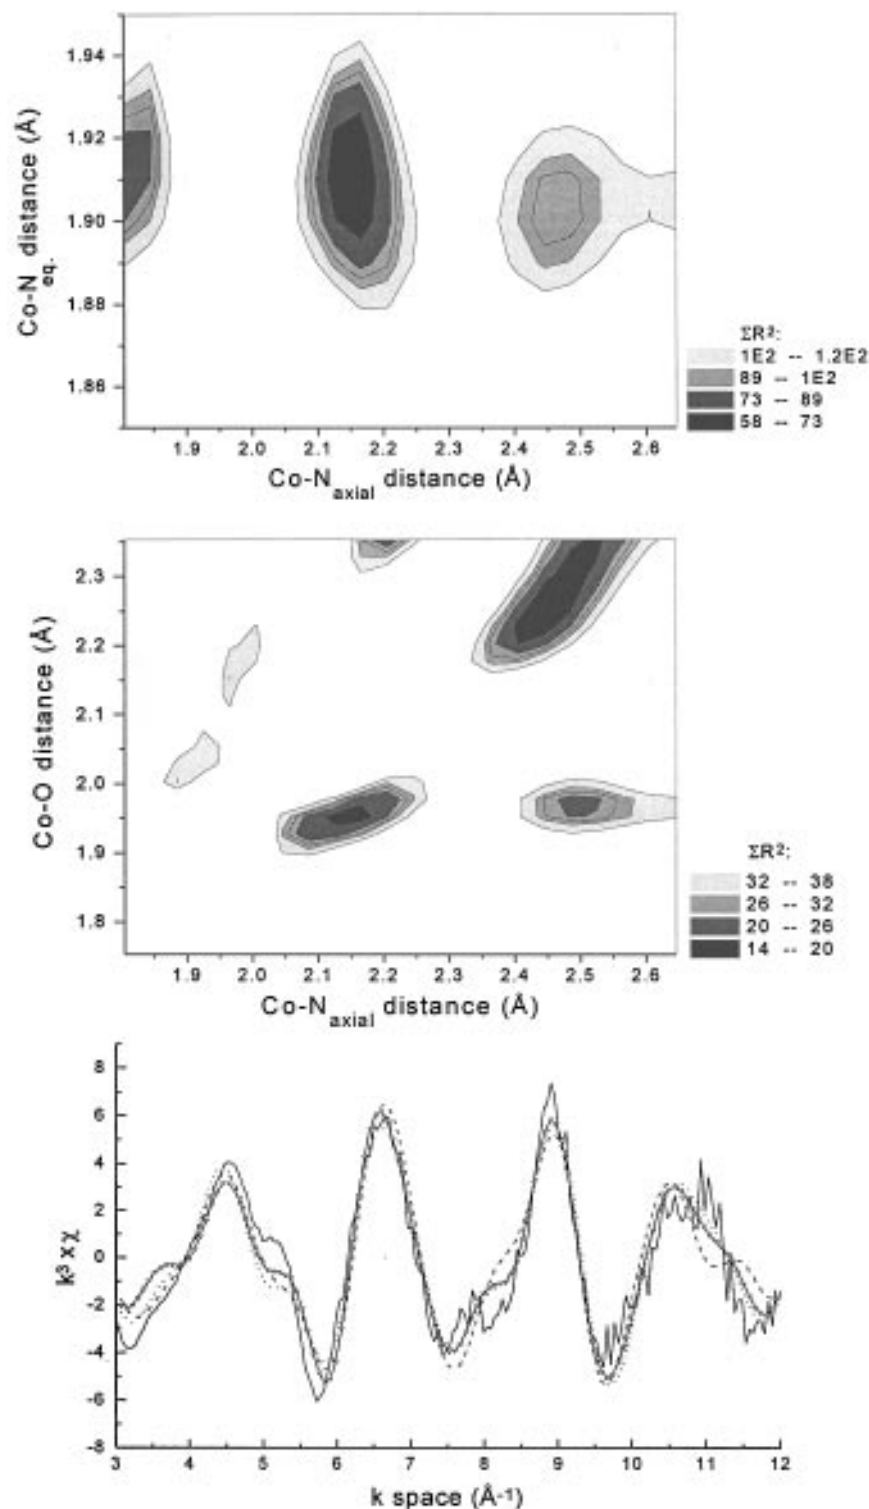 1.94
1.92
1.90
1.88
1.86
Co-N eq. distance (Å)
1.9 2.0 2.1 2.2 2.3 2.4 2.5 2.6
Co-N axial distance (Å)
ΣR²:
1E2 -- 1.2E2
89 -- 1E2
73 -- 89
58 -- 73
2.3
2.2
2.1
2.0
1.9
1.8
Co-O distance (Å)
1.9 2.0 2.1 2.2 2.3 2.4 2.5 2.6
Co-N axial distance (Å)
ΣR²:
32 -- 38
26 -- 32
20 -- 26
14 -- 20
8
6
4
2
0
-2
-4
-6
-8
k³xχ
3 4 5 6 7 8 9 10 11 12
k space (Å-1)